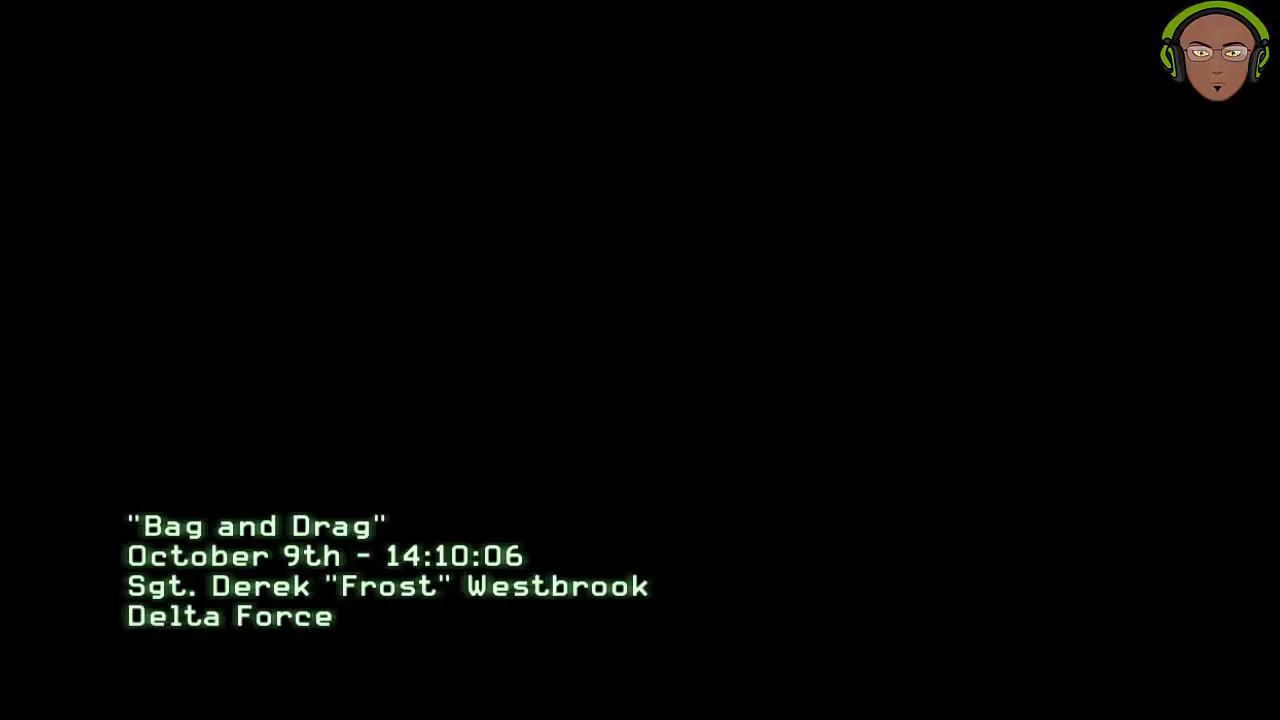 "Bag and Drag"
October 9th - 14:10:06
Sgt. Derek "Frost" Westbrook
Delta Force